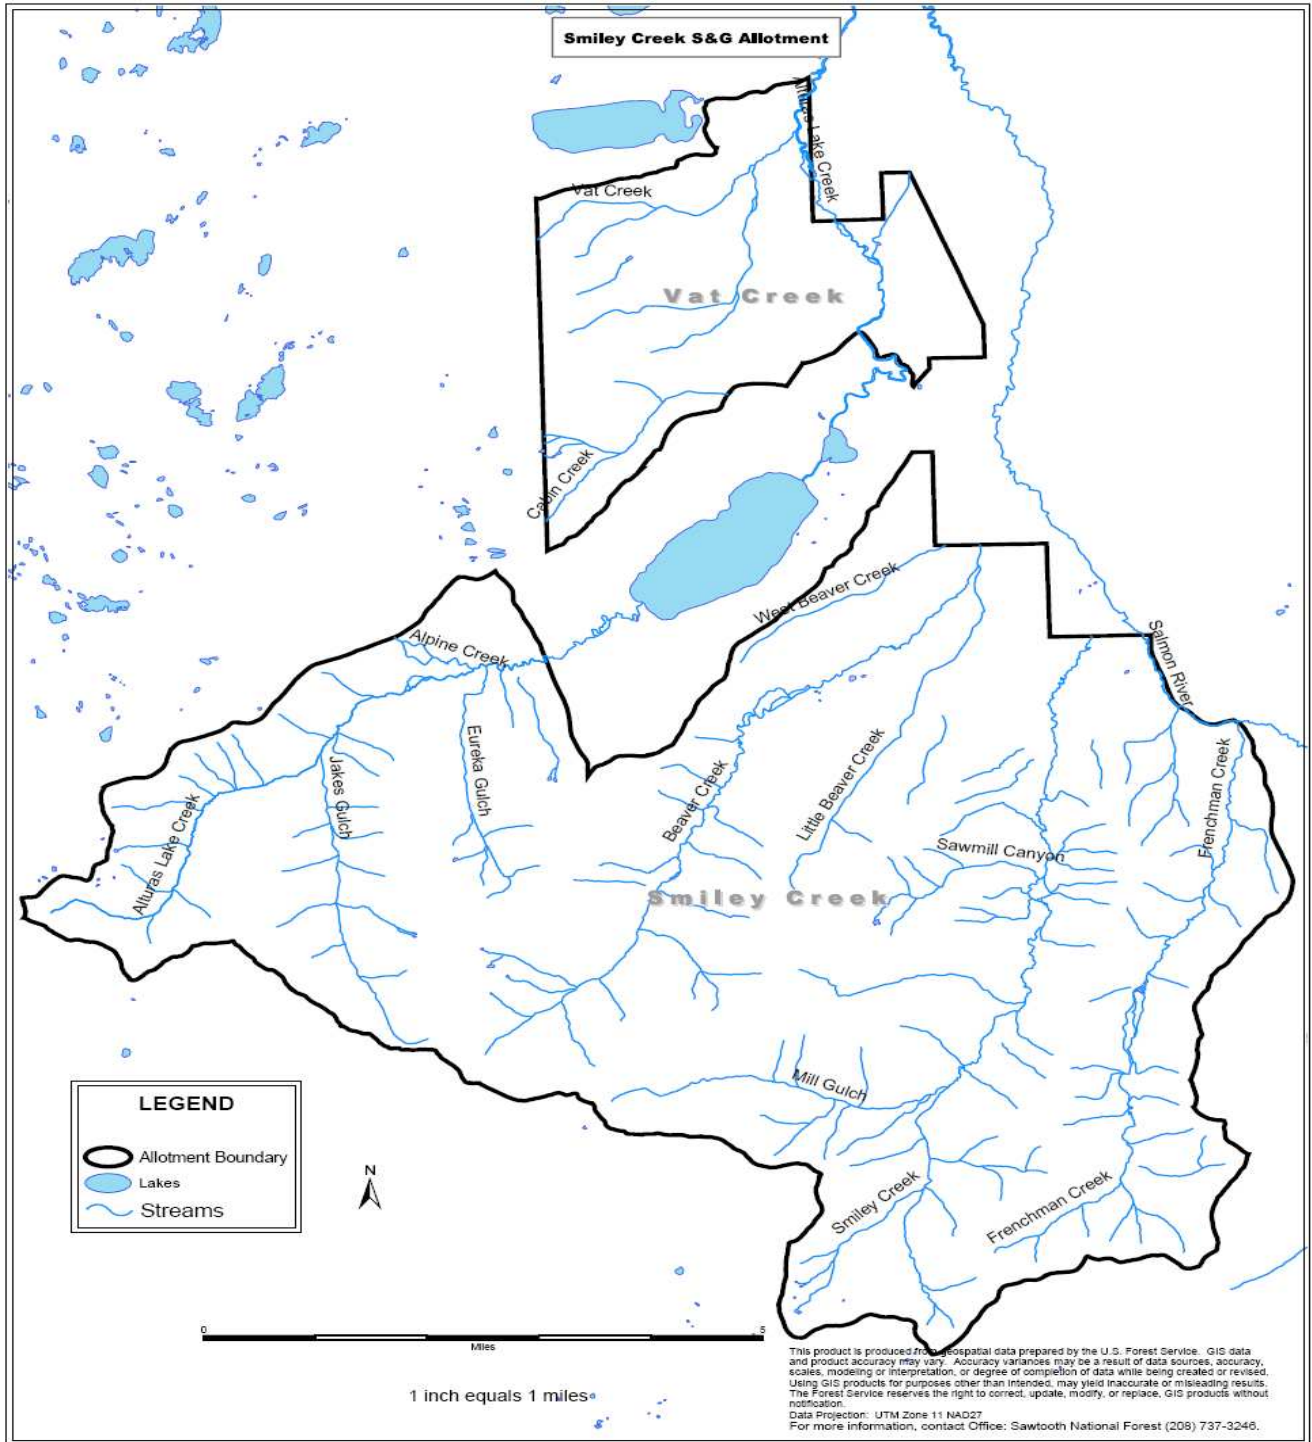 Smiley Creek S&G Allotment
Alturas Lake Creek
Vat Creek
Vat Creek
Cabin Creek
West Beaver Creek
Alpine Creek
Salmon River
Eureka Gulch
Jakes Gulch
Beaver Creek
Little Beaver Creek
Frenchman Creek
Alturas Lake Creek
Sawmill Canyon
Smiley Creek
Mill Gulch
Smiley Creek
Frenchman Creek
LEGEND
Allotment Boundary
Lakes
Streams
N
0 5
Miles
1 inch equals 1 miles
This product is produced from geospatial data prepared by the U.S. Forest Service. GIS data
and product accuracy may vary. Accuracy variances may be a result of data sources, accuracy,
scales, modeling or interpretation, or degree of completion of data while being created or revised.
Using GIS products for purposes other than intended, may yield inaccurate or misleading results.
The Forest Service reserves the right to correct, update, modify, or replace, GIS products without
notification.
Data Projection: UTM Zone 11 NAD27
For more information, contact Office: Sawtooth National Forest (208) 737-3246.